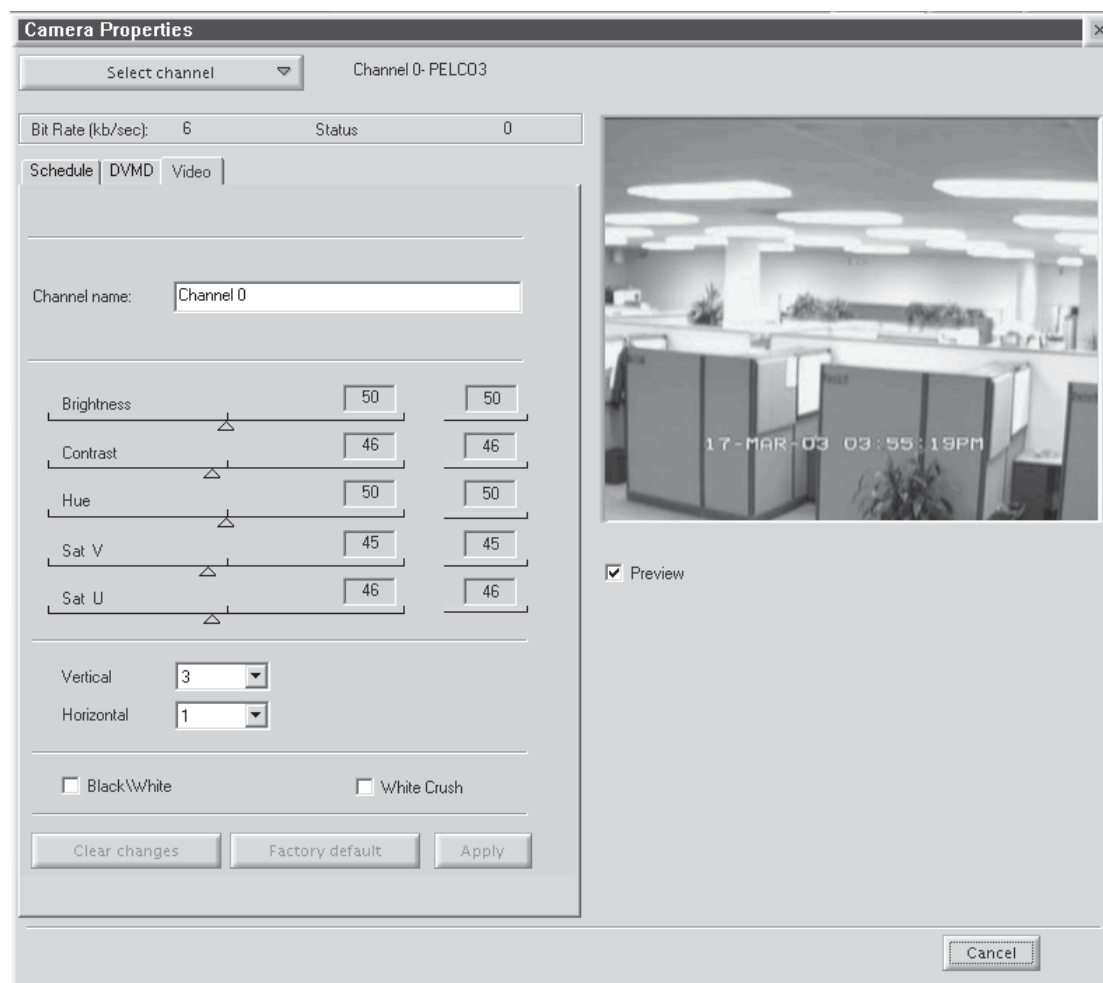 Camera Properties
Select channel
Channel 0- PELCO3
Bit Rate (kb/sec): 6 Status 0
Schedule DVMD Video
Channel name: Channel 0
Brightness 50 50
Contrast 46 46
Hue 50 50
Sat V 45 45
Sat U 46 46
Vertical 3
Horizontal 1
Black\White White Crush
Clear changes Factory default Apply
17-MAR-03 03:55:19PM
Preview
Cancel